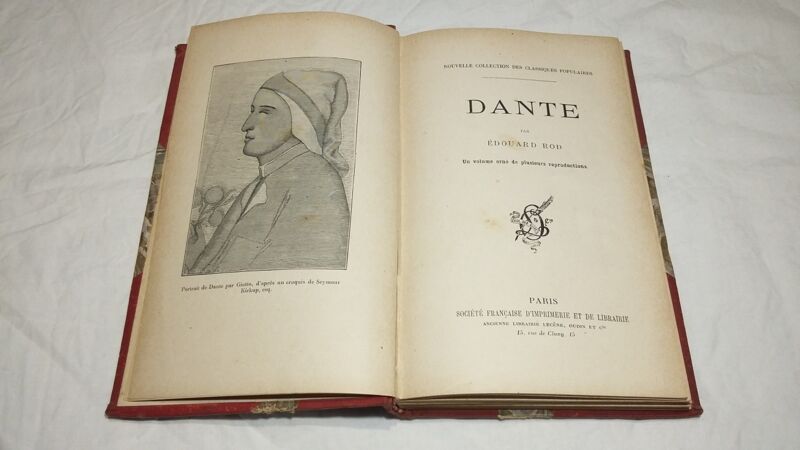 Portrait de Dante par Giotto, d'après un croquis de Seymour
Kirkup, esq.
NOUVELLE COLLECTION DES CLASSIQUES POPULAIRES
DANTE
PAR
ÉDOUARD ROD
Un volume orné de plusieurs reproductions
PARIS
SOCIÉTÉ FRANÇAISE D'IMPRIMERIE ET DE LIBRAIRIE
ANCIENNE LIBRAIRIE LECÈNE, OUDIN ET Cie
15, rue de Cluny, 15